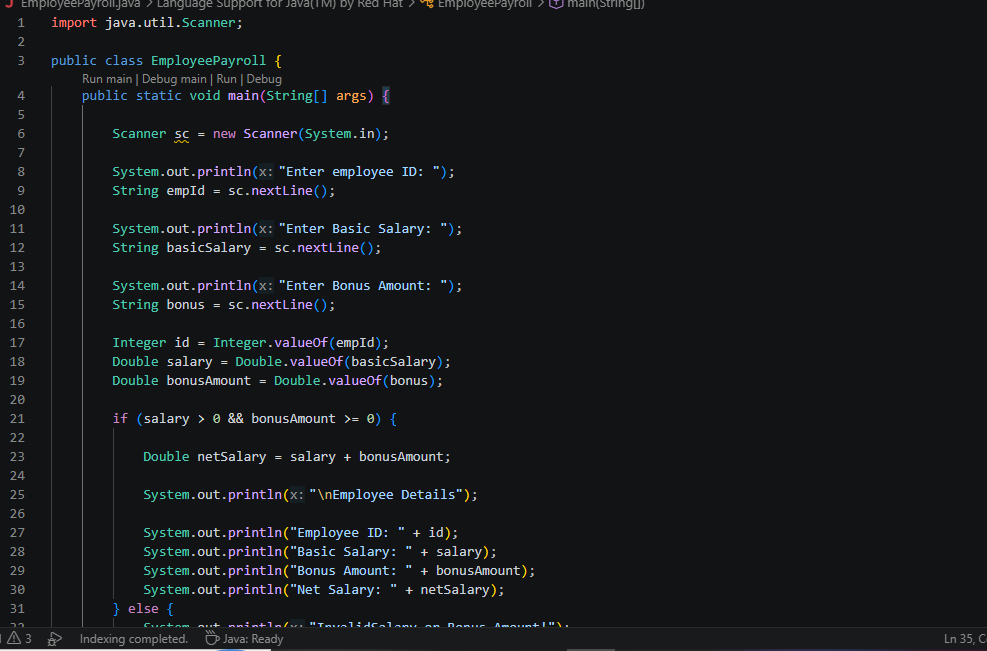 EmployeePayroll.java > Language Support for Java(TM) by Red Hat > EmployeePayroll > main(String[])
1 import java.util.Scanner;
2
3 public class EmployeePayroll {
Run main | Debug main | Run | Debug
4 public static void main(String[] args) {
5
6 Scanner sc = new Scanner(System.in);
7
8 System.out.println(x: "Enter employee ID: ");
9 String empId = sc.nextLine();
10
11 System.out.println(x: "Enter Basic Salary: ");
12 String basicSalary = sc.nextLine();
13
14 System.out.println(x: "Enter Bonus Amount: ");
15 String bonus = sc.nextLine();
16
17 Integer id = Integer.valueOf(empId);
18 Double salary = Double.valueOf(basicSalary);
19 Double bonusAmount = Double.valueOf(bonus);
20
21 if (salary > 0 && bonusAmount >= 0) {
22
23 Double netSalary = salary + bonusAmount;
24
25 System.out.println(x: "\nEmployee Details");
26
27 System.out.println("Employee ID: " + id);
28 System.out.println("Basic Salary: " + salary);
29 System.out.println("Bonus Amount: " + bonusAmount);
30 System.out.println("Net Salary: " + netSalary);
31 } else {
32 System.out.println(x: "InvalidSalary or Bonus Amount!");
3 Indexing completed. Java: Ready Ln 35, C